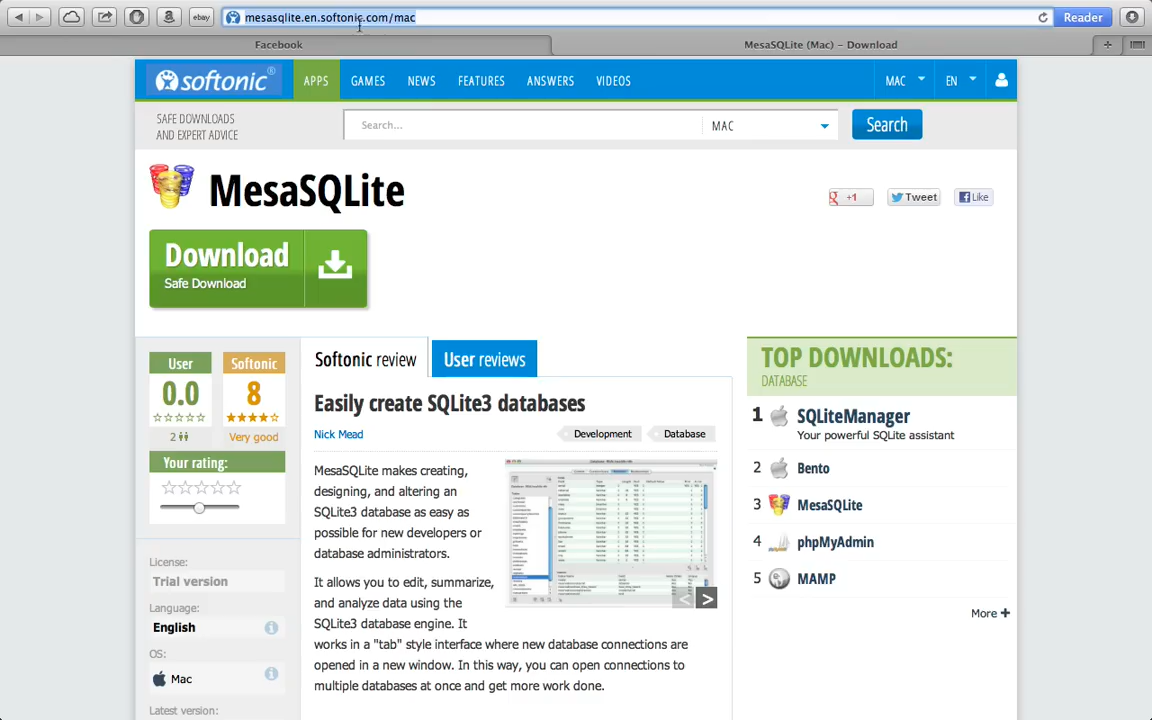 ebay
mesasqlite.en.softonic.com/mac
Reader
Facebook
MesaSQLite (Mac) – Download
softonic®
APPS
GAMES
NEWS
FEATURES
ANSWERS
VIDEOS
MAC
EN
SAFE DOWNLOADS
AND EXPERT ADVICE
Search...
MAC
Search
MesaSQLite
+1
Tweet
Like
Download
Safe Download
User
0.0
2
Softonic
8
Very good
Your rating:
License:
Trial version
Language:
English
OS:
Mac
Latest version:
Softonic review
User reviews
Easily create SQLite3 databases
Nick Mead
Development
Database
MesaSQLite makes creating,
designing, and altering an
SQLite3 database as easy as
possible for new developers or
database administrators.
It allows you to edit, summarize,
and analyze data using the
SQLite3 database engine. It
works in a "tab" style interface where new database connections are
opened in a new window. In this way, you can open connections to
multiple databases at once and get more work done.
TOP DOWNLOADS:
DATABASE
1 SQLiteManager
Your powerful SQLite assistant
2 Bento
3 MesaSQLite
4 phpMyAdmin
5 MAMP
More +